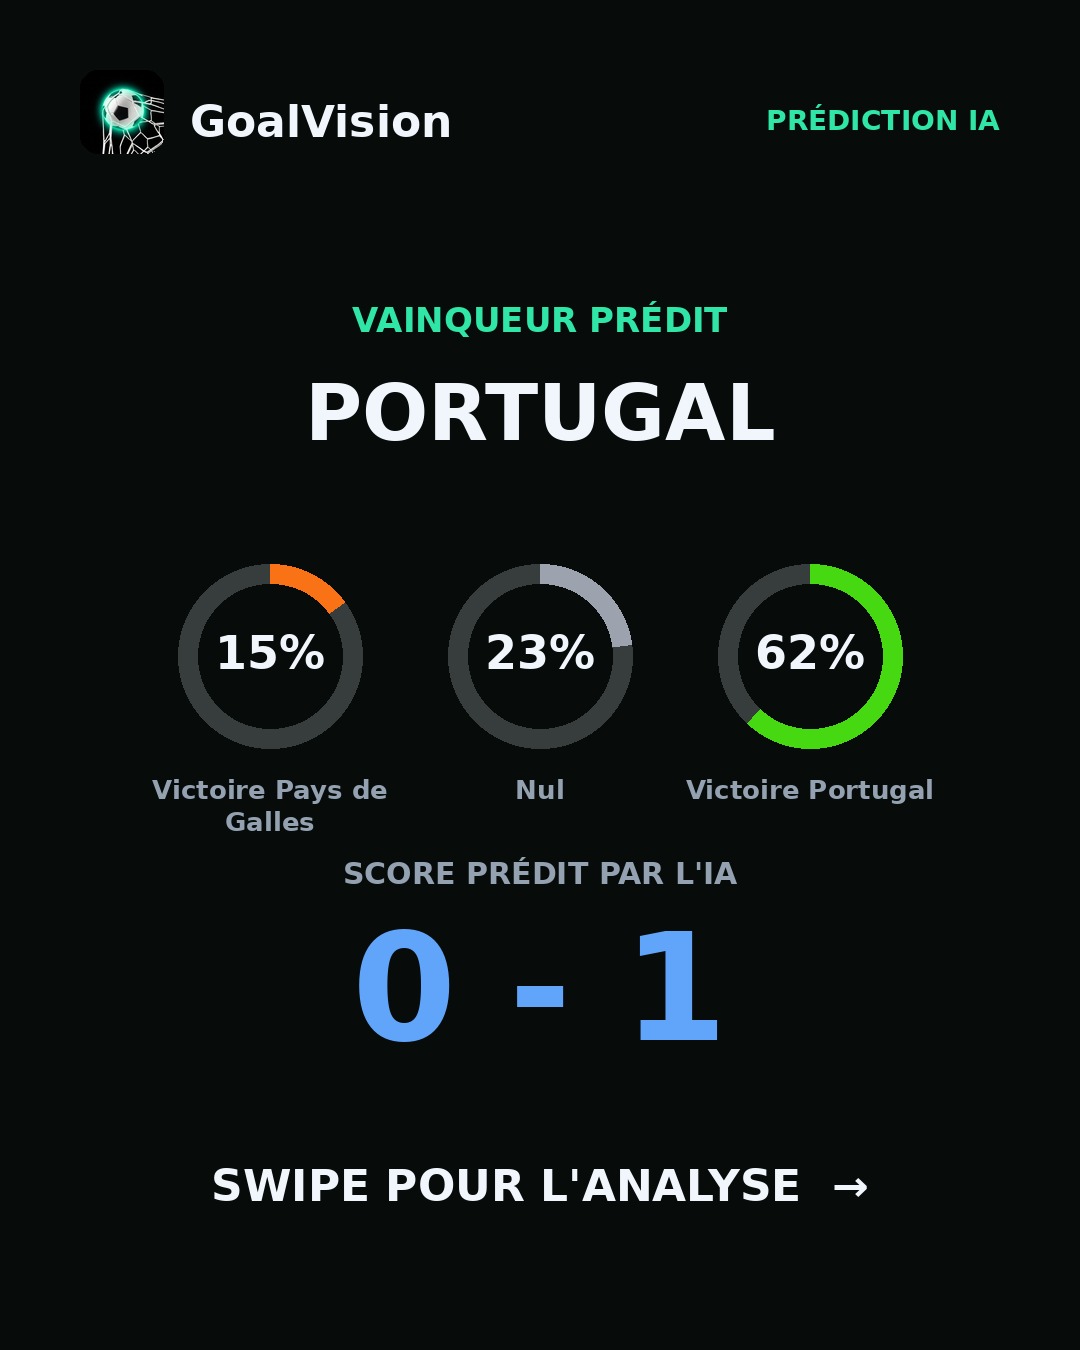 GoalVision
PRÉDICTION IA
VAINQUEUR PRÉDIT
PORTUGAL
15%
23%
62%
Victoire Pays de
Galles
Nul
Victoire Portugal
SCORE PRÉDIT PAR L'IA
0 - 1
SWIPE POUR L'ANALYSE →